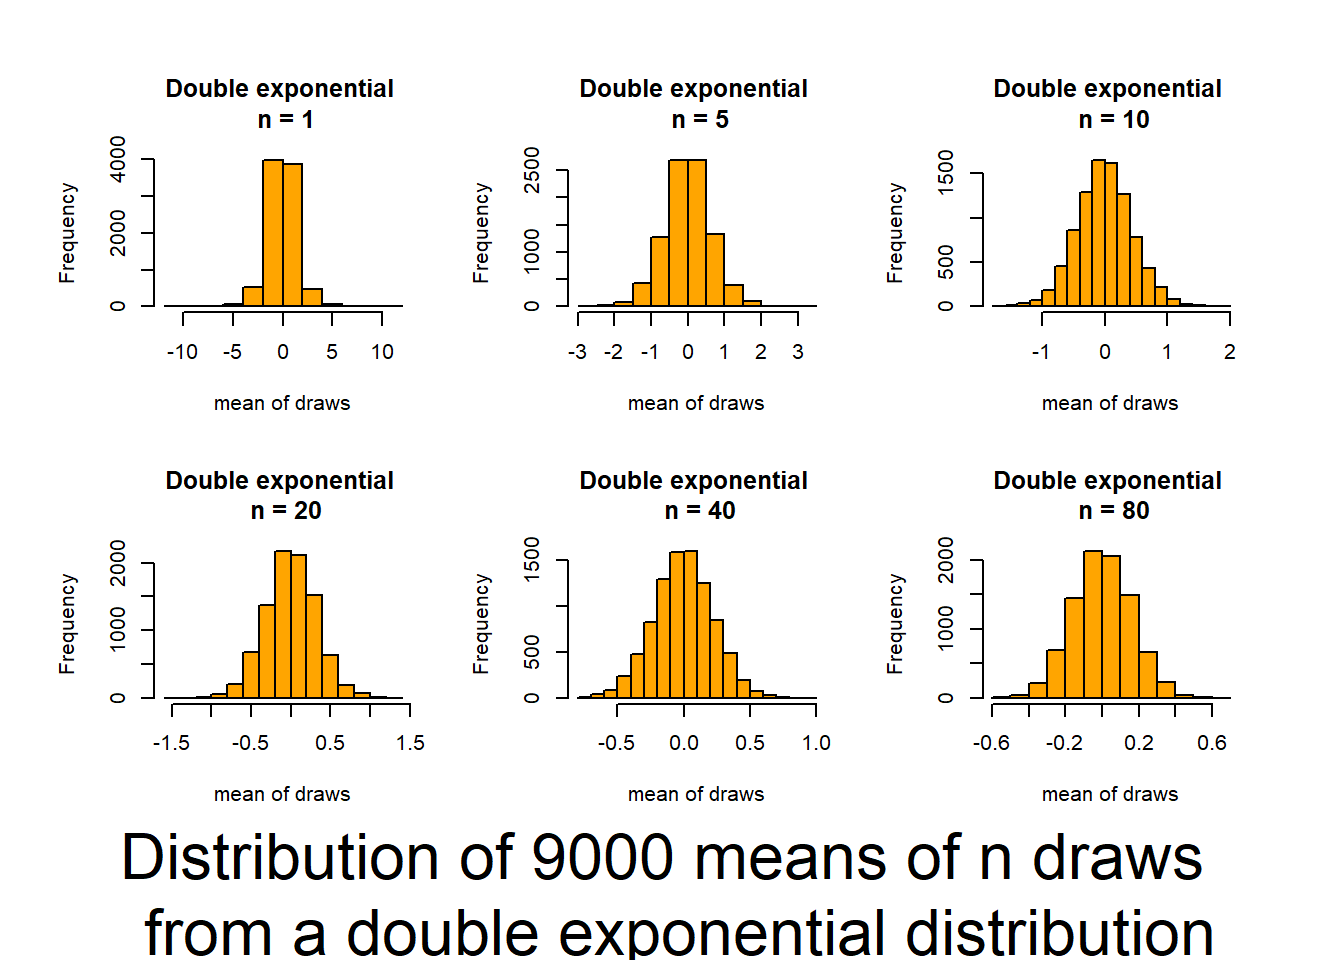 Double exponential
n = 1
Frequency
0 2000 4000
-10 -5 0 5 10
mean of draws
Double exponential
n = 5
Frequency
0 1000 2500
-3 -2 -1 0 1 2 3
mean of draws
Double exponential
n = 10
Frequency
0 500 1500
-1 0 1 2
mean of draws
Double exponential
n = 20
Frequency
0 1000 2000
-1.5 -0.5 0.5 1.5
mean of draws
Double exponential
n = 40
Frequency
0 500 1500
-0.5 0.0 0.5 1.0
mean of draws
Double exponential
n = 80
Frequency
0 1000 2000
-0.6 -0.2 0.2 0.6
mean of draws
Distribution of 9000 means of n draws
from a double exponential distribution